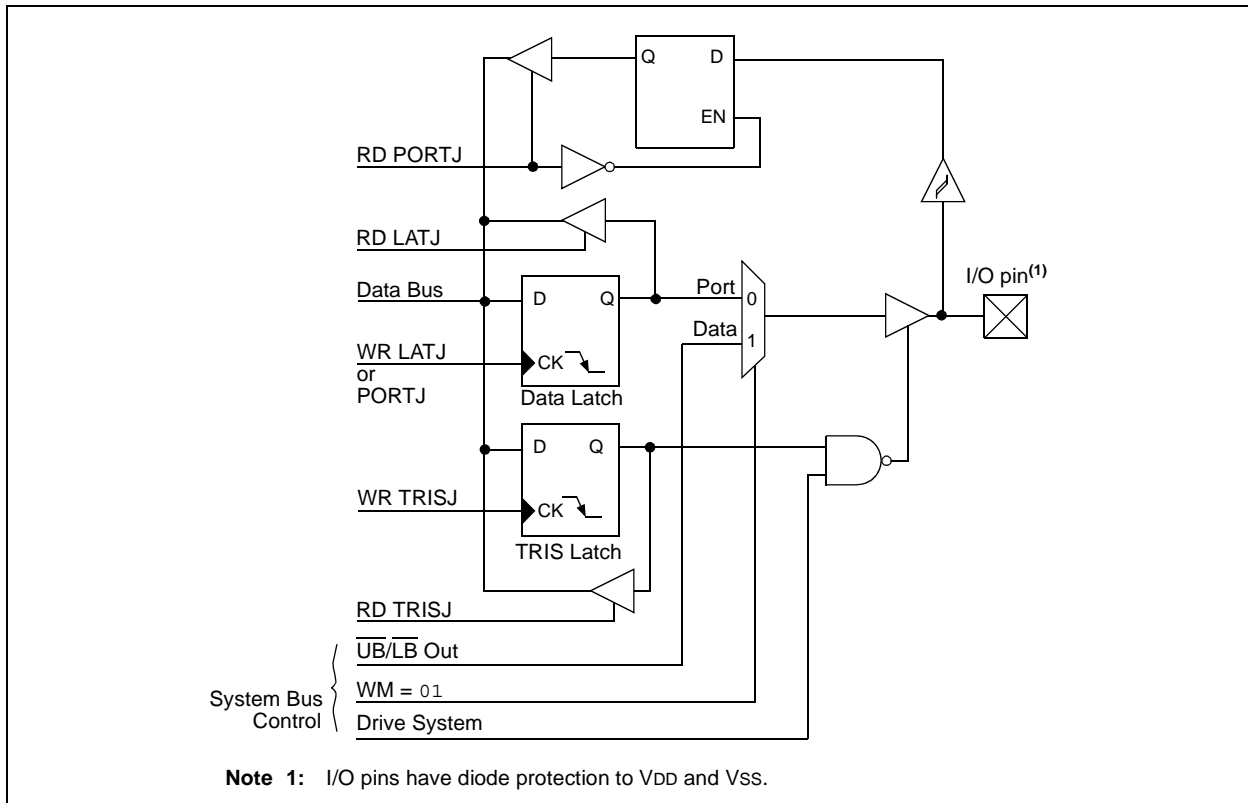 Q D
EN
RD PORTJ
RD LATJ
I/O pin(1)
Data Bus
D Q
Port
0
Data
1
WR LATJ
or
PORTJ
CK
Data Latch
D Q
WR TRISJ
CK
TRIS Latch
RD TRISJ
U̅B̅/L̅B̅ Out
WM = 01
System Bus
Control
Drive System
Note 1: I/O pins have diode protection to VDD and VSS.